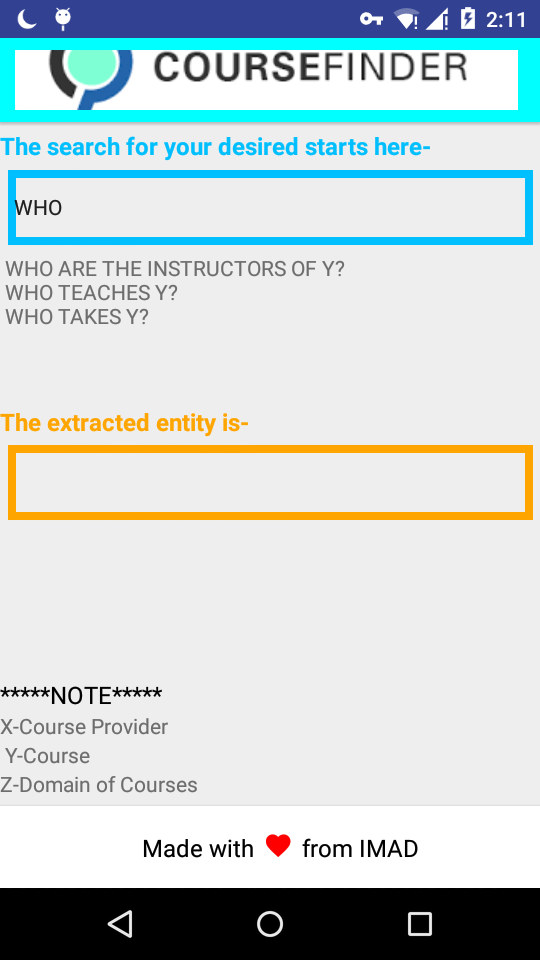 2:11
COURSEFINDER
The search for your desired starts here-
WHO
WHO ARE THE INSTRUCTORS OF Y?
WHO TEACHES Y?
WHO TAKES Y?
The extracted entity is-
*****NOTE*****
X-Course Provider
Y-Course
Z-Domain of Courses
Made with ❤ from IMAD